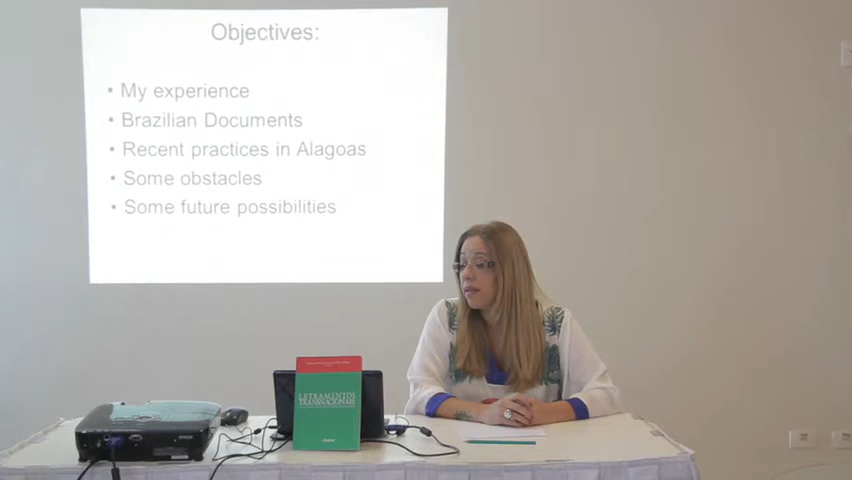 Objectives:
• My experience
• Brazilian Documents
• Recent practices in Alagoas
• Some obstacles
• Some future possibilities
LETRAMENTOS
TRANSNACIONAIS